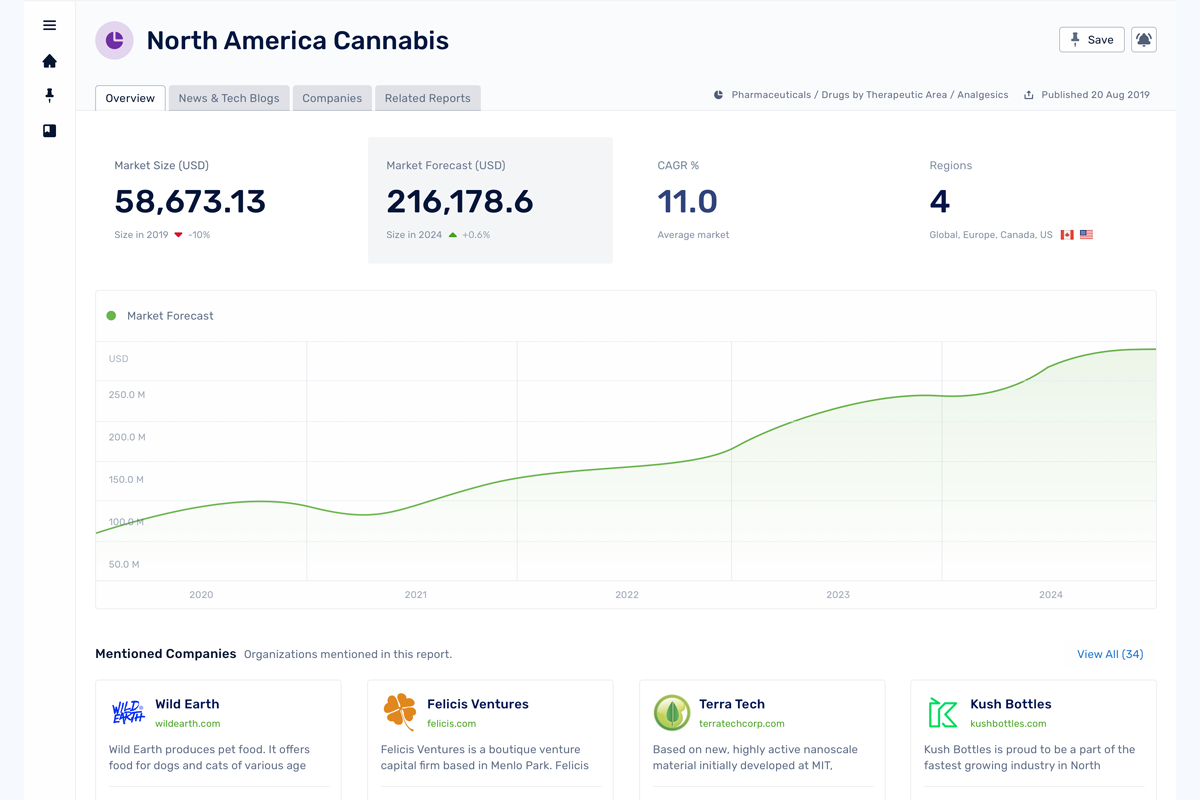 North America Cannabis
Save
Overview
News & Tech Blogs
Companies
Related Reports
Pharmaceuticals / Drugs by Therapeutic Area / Analgesics
Published 20 Aug 2019
Market Size (USD)
58,673.13
Size in 2019 -10%
Market Forecast (USD)
216,178.6
Size in 2024 +0.6%
CAGR %
11.0
Average market
Regions
4
Global, Europe, Canada, US
Market Forecast
USD
250.0 M
200.0 M
150.0 M
100.0 M
50.0 M
2020
2021
2022
2023
2024
Mentioned Companies Organizations mentioned in this report.
View All (34)
WILD EARTH
Wild Earth
wildearth.com
Wild Earth produces pet food. It offers
food for dogs and cats of various age
Felicis Ventures
felicis.com
Felicis Ventures is a boutique venture
capital firm based in Menlo Park. Felicis
Terra Tech
terratechcorp.com
Based on new, highly active nanoscale
material initially developed at MIT,
Kush Bottles
kushbottles.com
Kush Bottles is proud to be a part of the
fastest growing industry in North